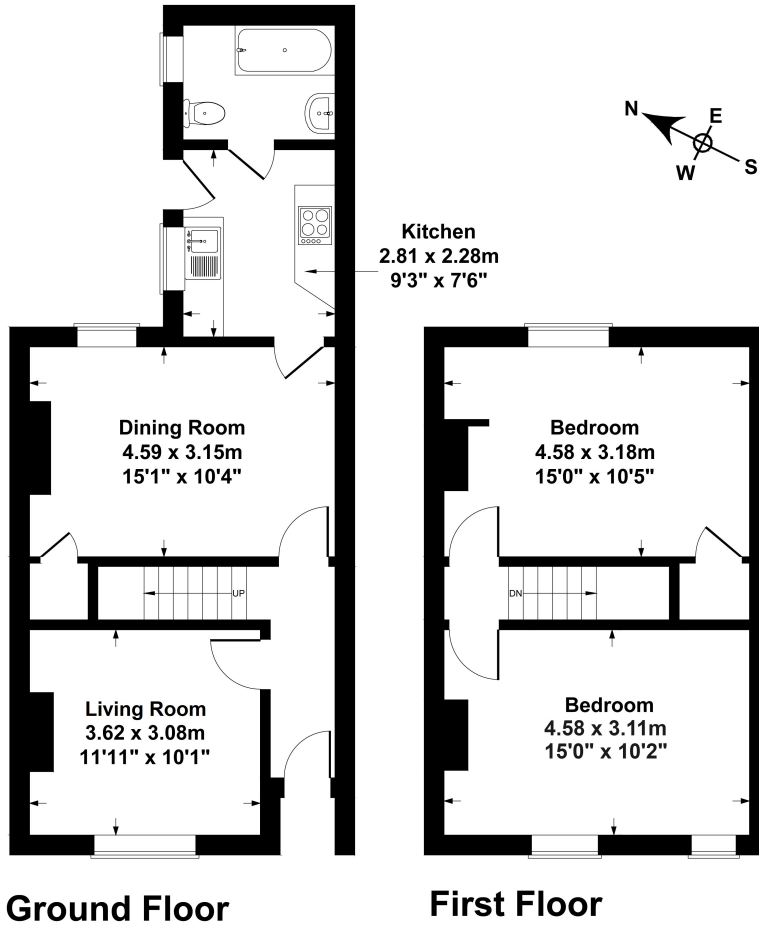 N
E
W
S
Kitchen
2.81 x 2.28m
9'3" x 7'6"
Dining Room
4.59 x 3.15m
15'1" x 10'4"
Bedroom
4.58 x 3.18m
15'0" x 10'5"
UP
DN
Living Room
3.62 x 3.08m
11'11" x 10'1"
Bedroom
4.58 x 3.11m
15'0" x 10'2"
Ground Floor
First Floor